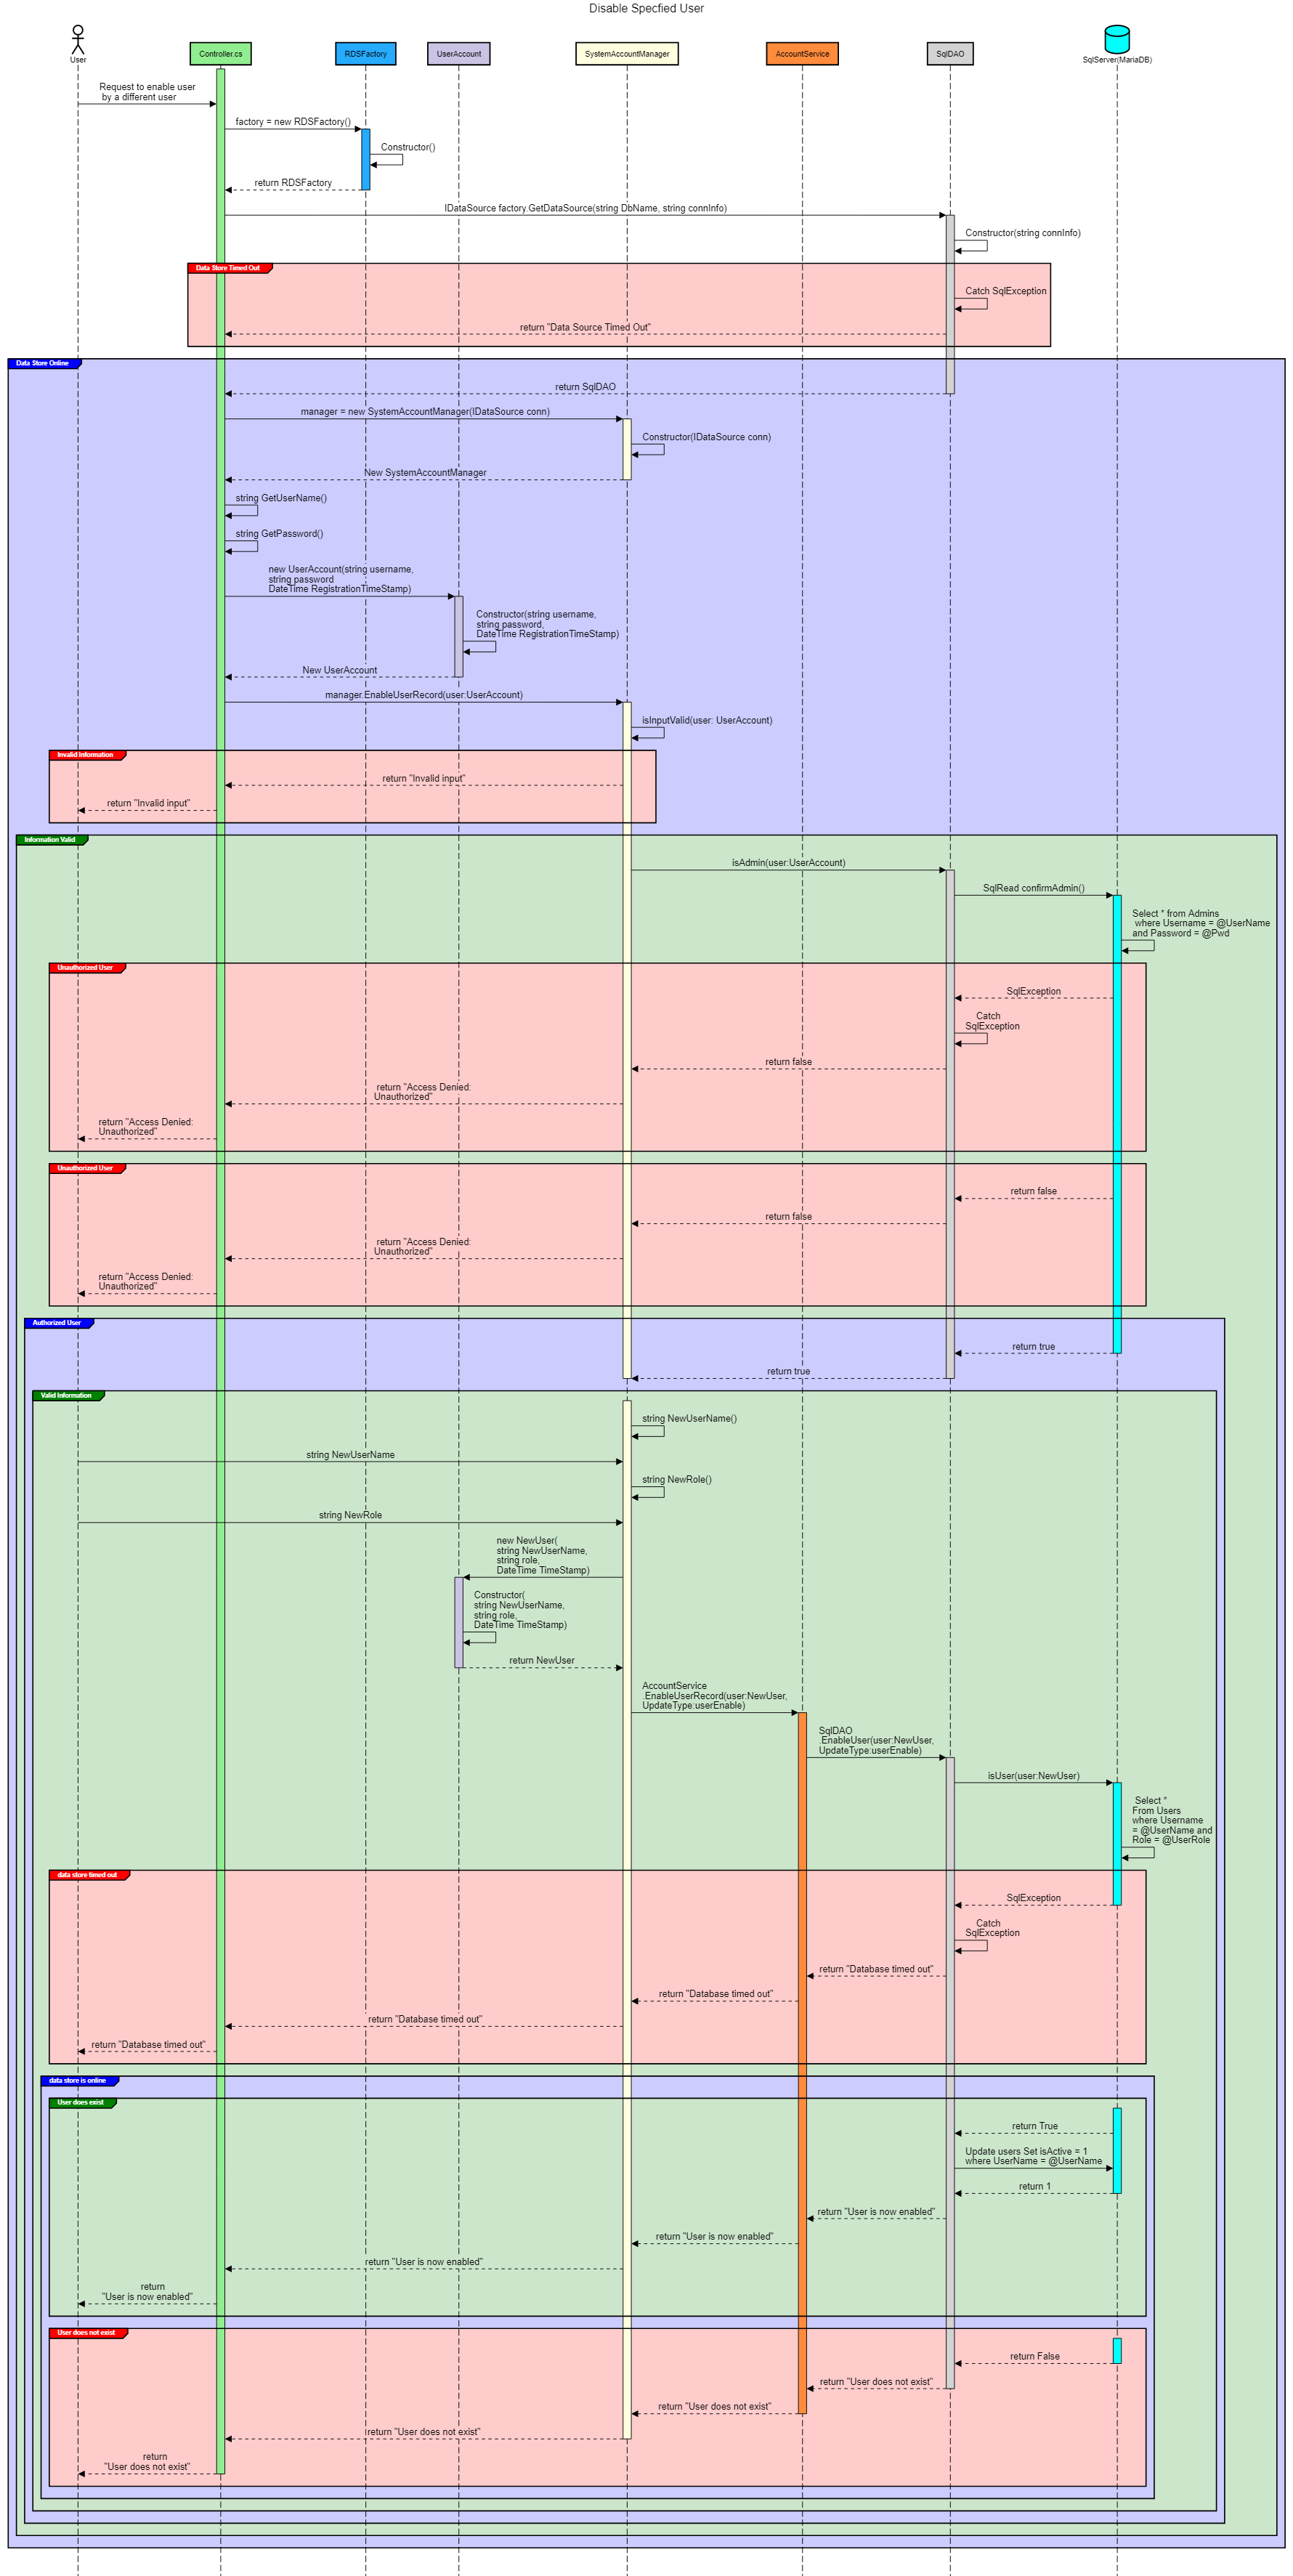 Disable Specfied User
User
Controller.cs
RDSFactory
UserAccount
SystemAccountManager
AccountService
SqlDAO
SqlServer(MariaDB)
Request to enable user
by a different user
factory = new RDSFactory()
Constructor()
return RDSFactory
IDataSource factory.GetDataSource(string DbName, string connInfo)
Constructor(string connInfo)
Data Store Timed Out
Catch SqlException
return "Data Source Timed Out"
Data Store Online
return SqlDAO
manager = new SystemAccountManager(IDataSource conn)
Constructor(IDataSource conn)
New SystemAccountManager
string GetUserName()
string GetPassword()
new UserAccount(string username,
string password
DateTime RegistrationTimeStamp)
Constructor(string username,
string password,
DateTime RegistrationTimeStamp)
New UserAccount
manager.EnableUserRecord(user:UserAccount)
isInputValid(user: UserAccount)
Invalid Information
return "Invalid input"
return "Invalid input"
Information Valid
isAdmin(user:UserAccount)
SqlRead confirmAdmin()
Select * from Admins
where Username = @UserName
and Password = @Pwd
Unauthorized User
SqlException
Catch
SqlException
return false
return "Access Denied:
Unauthorized"
return "Access Denied:
Unauthorized"
Unauthorized User
return false
return false
return "Access Denied:
Unauthorized"
return "Access Denied:
Unauthorized"
Authorized User
return true
return true
Valid Information
string NewUserName()
string NewUserName
string NewRole()
string NewRole
new NewUser(
string NewUserName,
string role,
DateTime TimeStamp)
Constructor(
string NewUserName,
string role,
DateTime TimeStamp)
return NewUser
AccountService
.EnableUserRecord(user:NewUser,
UpdateType:userEnable)
SqlDAO
.EnableUser(user:NewUser,
UpdateType:userEnable)
isUser(user:NewUser)
Select *
From Users
where Username
= @UserName and
Role = @UserRole
data store timed out
SqlException
Catch
SqlException
return "Database timed out"
return "Database timed out"
return "Database timed out"
return "Database timed out"
data store is online
User does exist
return True
Update users Set isActive = 1
where UserName = @UserName
return 1
return "User is now enabled"
return "User is now enabled"
return "User is now enabled"
return
"User is now enabled"
User does not exist
return False
return "User does not exist"
return "User does not exist"
return "User does not exist"
return
"User does not exist"